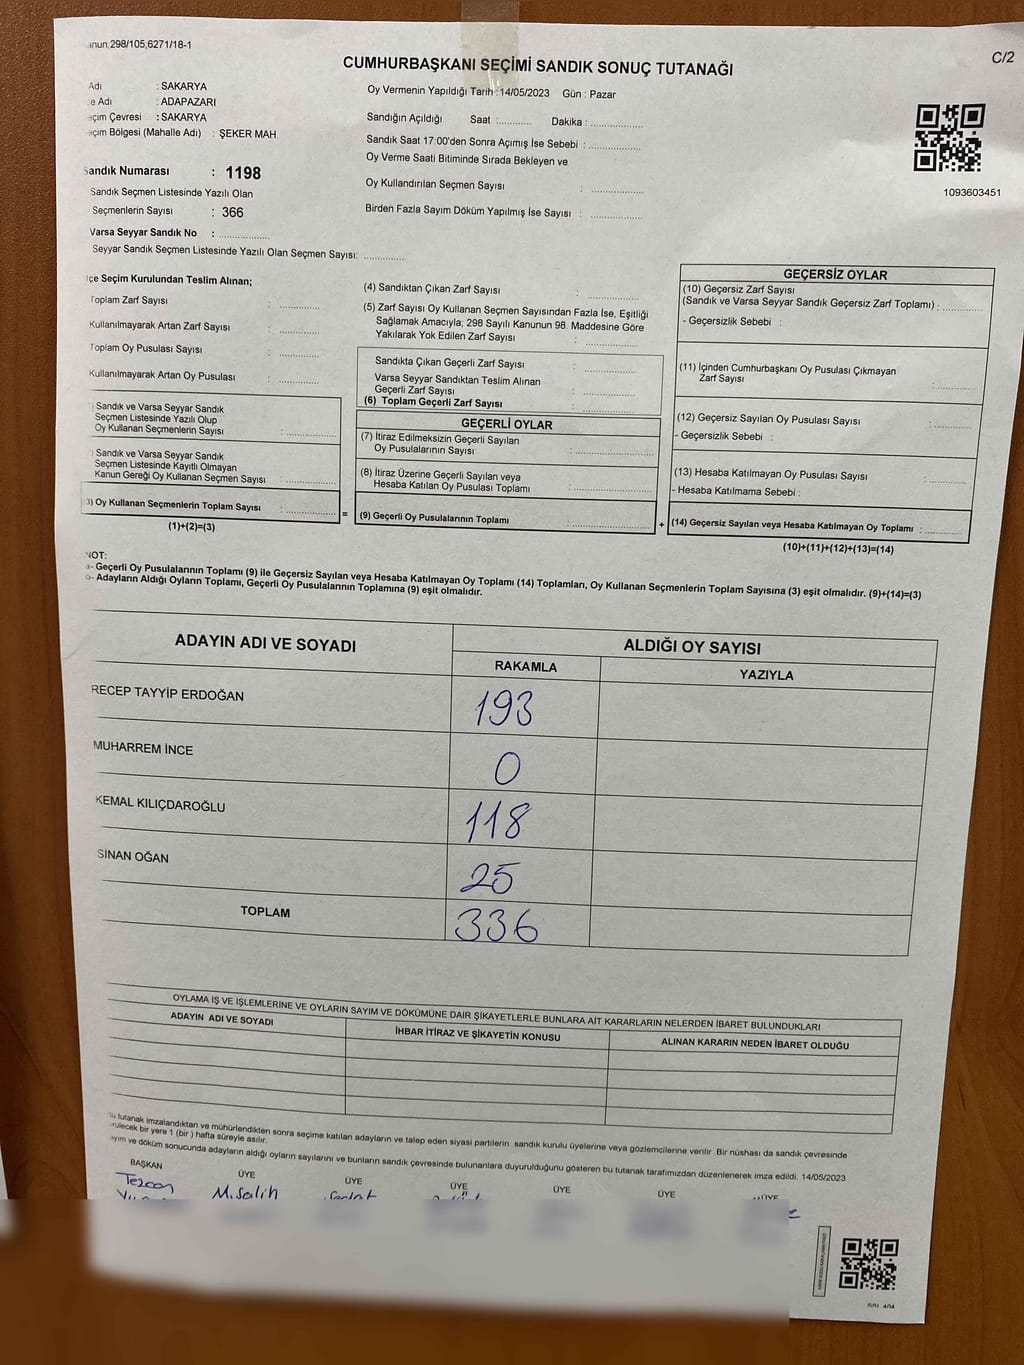 anun;298/105;6271/18-1
C/2
CUMHURBAŞKANI SEÇİMİ SANDIK SONUÇ TUTANAĞI
Adı : SAKARYA
e Adı : ADAPAZARI
eçim Çevresi : SAKARYA
eçim Bölgesi (Mahalle Adı) : ŞEKER MAH.
Sandık Numarası : 1198
Sandık Seçmen Listesinde Yazılı Olan
Seçmenlerin Sayısı : 366
Varsa Seyyar Sandık No : ..................
Seyyar Sandık Seçmen Listesinde Yazılı Olan Seçmen Sayısı: ..............
Oy Vermenin Yapıldığı Tarih :14/05/2023 Gün : Pazar
Sandığın Açıldığı Saat :............ Dakika : ..................
Sandık Saat 17:00'den Sonra Açımış İse Sebebi : ..................
Oy Verme Saati Bitiminde Sırada Bekleyen ve
Oy Kullandırılan Seçmen Sayısı : ..................
Birden Fazla Sayım Döküm Yapılmış İse Sayısı : ..................
1093603451
lçe Seçim Kurulundan Teslim Alınan;
Toplam Zarf Sayısı : ..............
Kullanılmayarak Artan Zarf Sayısı : ..............
Toplam Oy Pusulası Sayısı : ..............
Kullanılmayarak Artan Oy Pusulası : ..............
Sandık ve Varsa Seyyar Sandık
Seçmen Listesinde Yazılı Olup
Oy Kullanan Seçmenlerin Sayısı : ..................
Sandık ve Varsa Seyyar Sandık
Seçmen Listesinde Kayıtlı Olmayan
Kanun Gereği Oy Kullanan Seçmen Sayısı : ..................
3) Oy Kullanan Seçmenlerin Toplam Sayısı : ..................
(1)+(2)=(3)
=
(4) Sandıktan Çıkan Zarf Sayısı : ..................
(5) Zarf Sayısı Oy Kullanan Seçmen Sayısından Fazla İse, Eşitliği
Sağlamak Amacıyla; 298 Sayılı Kanunun 98. Maddesine Göre
Yakılarak Yok Edilen Zarf Sayısı : ..................
Sandıkta Çıkan Geçerli Zarf Sayısı : ..................
Varsa Seyyar Sandıktan Teslim Alınan
Geçerli Zarf Sayısı : ..................
(6) Toplam Geçerli Zarf Sayısı : ..................
GEÇERLİ OYLAR
(7) İtiraz Edilmeksizin Geçerli Sayılan
Oy Pusulalarının Sayısı : ..................
(8) İtiraz Üzerine Geçerli Sayılan veya
Hesaba Katılan Oy Pusulası Toplamı : ..................
(9) Geçerli Oy Pusulalarının Toplamı : ..................
+
GEÇERSİZ OYLAR
(10) Geçersiz Zarf Sayısı
(Sandık ve Varsa Seyyar Sandık Geçersiz Zarf Toplamı) : ..............
- Geçersizlik Sebebi :
(11) İçinden Cumhurbaşkanı Oy Pusulası Çıkmayan
Zarf Sayısı : ..............
(12) Geçersiz Sayılan Oy Pusulası Sayısı : ..............
- Geçersizlik Sebebi :
(13) Hesaba Katılmayan Oy Pusulası Sayısı : ..............
- Hesaba Katılmama Sebebi :
(14) Geçersiz Sayılan veya Hesaba Katılmayan Oy Toplamı : ..............
(10)+(11)+(12)+(13)=(14)
NOT:
a- Geçerli Oy Pusulalarının Toplamı (9) ile Geçersiz Sayılan veya Hesaba Katılmayan Oy Toplamı (14) Toplamları, Oy Kullanan Seçmenlerin Toplam Sayısına (3) eşit olmalıdır. (9)+(14)=(3)
b- Adayların Aldığı Oyların Toplamı, Geçerli Oy Pusulalarının Toplamına (9) eşit olmalıdır.
ADAYIN ADI VE SOYADI ALDIĞI OY SAYISI
RAKAMLA YAZIYLA
RECEP TAYYİP ERDOĞAN 193
MUHARREM İNCE 0
KEMAL KILIÇDAROĞLU 118
SİNAN OĞAN 25
TOPLAM 336
OYLAMA İŞ VE İŞLEMLERİNE VE OYLARIN SAYIM VE DÖKÜMÜNE DAİR ŞİKAYETLERLE BUNLARA AİT KARARLARIN NELERDEN İBARET BULUNDUKLARI
ADAYIN ADI VE SOYADI İHBAR İTİRAZ VE ŞİKAYETİN KONUSU ALINAN KARARIN NEDEN İBARET OLDUĞU
Bu tutanak imzalandıktan ve mühürlendikten sonra seçime katılan adayların ve talep eden siyasi partilerin sandık kurulu üyelerine veya gözlemcilerine verilir .Bir nüshası da sandık çevresinde
rülecek bir yere 1 (bir ) hafta süreyle asılır.
ayım ve döküm sonucunda adayların aldığı oyların sayılarını ve bunların sandık çevresinde bulunanlara duyurulduğunu gösteren bu tutanak tarafımızdan düzenlenerek imza edildi. 14/05/2023
BAŞKAN ÜYE ÜYE ÜYE ÜYE ÜYE ÜYE
Tezcan M.Salih